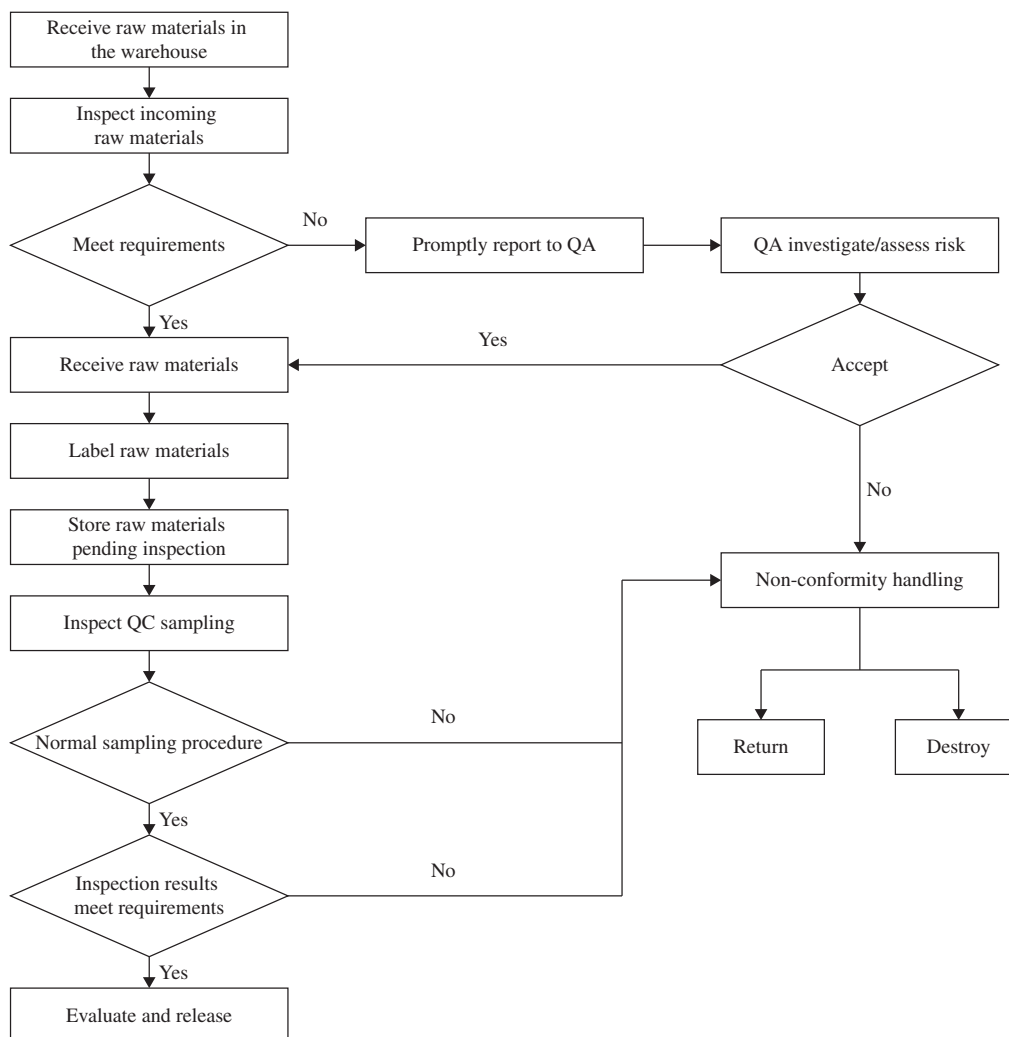 Receive raw materials in
the warehouse
Inspect incoming
raw materials
Meet requirements
No
Promptly report to QA
QA investigate/assess risk
Yes
Receive raw materials
Yes
Accept
Label raw materials
No
Store raw materials
pending inspection
Non-conformity handling
Inspect QC sampling
Normal sampling procedure
No
Return
Destroy
Yes
Inspection results
meet requirements
No
Yes
Evaluate and release